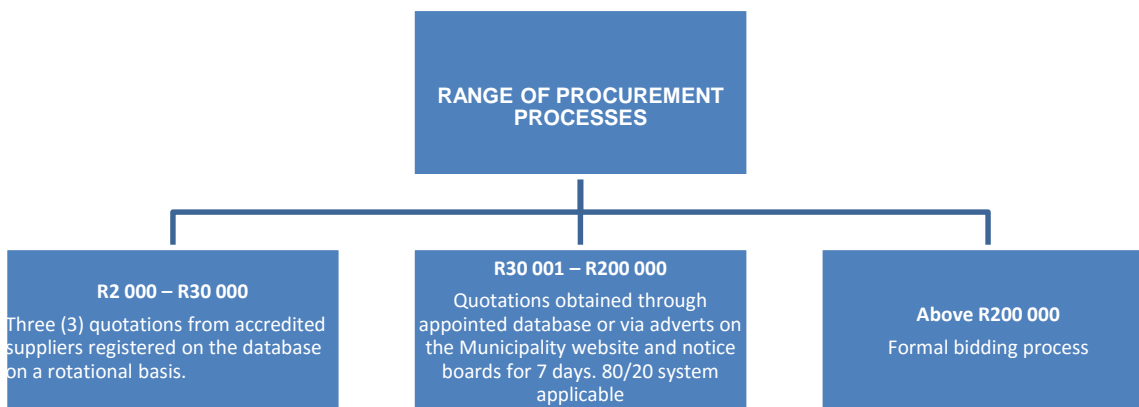 RANGE OF PROCUREMENT
PROCESSES
R2 000 – R30 000
Three (3) quotations from accredited
suppliers registered on the database
on a rotational basis.
R30 001 – R200 000
Quotations obtained through
appointed database or via adverts on
the Municipality website and notice
boards for 7 days. 80/20 system
applicable
Above R200 000
Formal bidding process